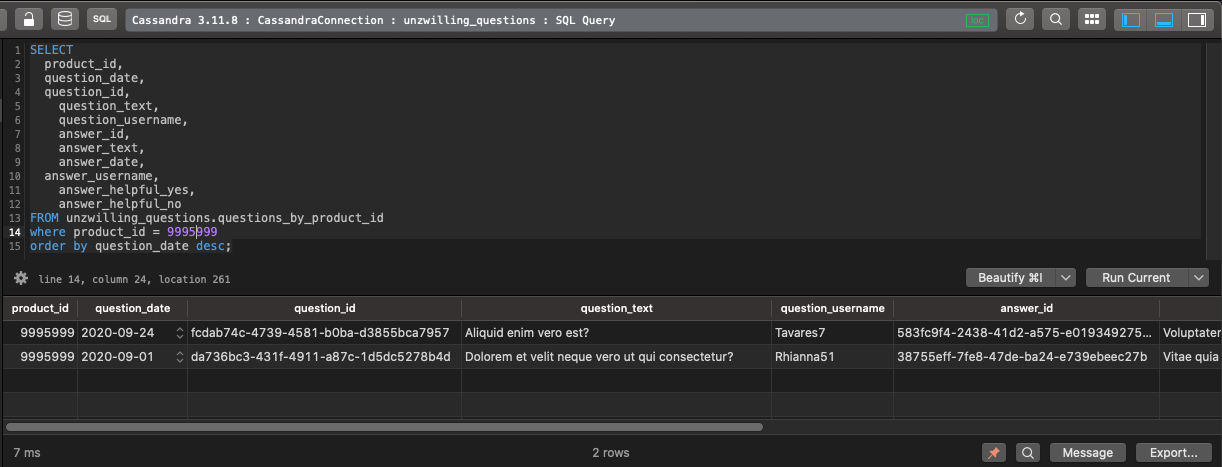 SQL Cassandra 3.11.8 : CassandraConnection : unzwilling_questions : SQL Query loc
1 SELECT
2 product_id,
3 question_date,
4 question_id,
5 question_text,
6 question_username,
7 answer_id,
8 answer_text,
9 answer_date,
10 answer_username,
11 answer_helpful_yes,
12 answer_helpful_no
13 FROM unzwilling_questions.questions_by_product_id
14 where product_id = 9995999
15 order by question_date desc;
line 14, column 24, location 261 Beautify ⌘I Run Current
product_id question_date question_id question_text question_username answer_id
9995999 2020-09-24 fcdab74c-4739-4581-b0ba-d3855bca7957 Aliquid enim vero est? Tavares7 583fc9f4-2438-41d2-a575-e019349275... Voluptater
9995999 2020-09-01 da736bc3-431f-4911-a87c-1d5dc5278b4d Dolorem et velit neque vero ut qui consectetur? Rhianna51 38755eff-7fe8-47de-ba24-e739ebeec27b Vitae quia
7 ms 2 rows Message Export...